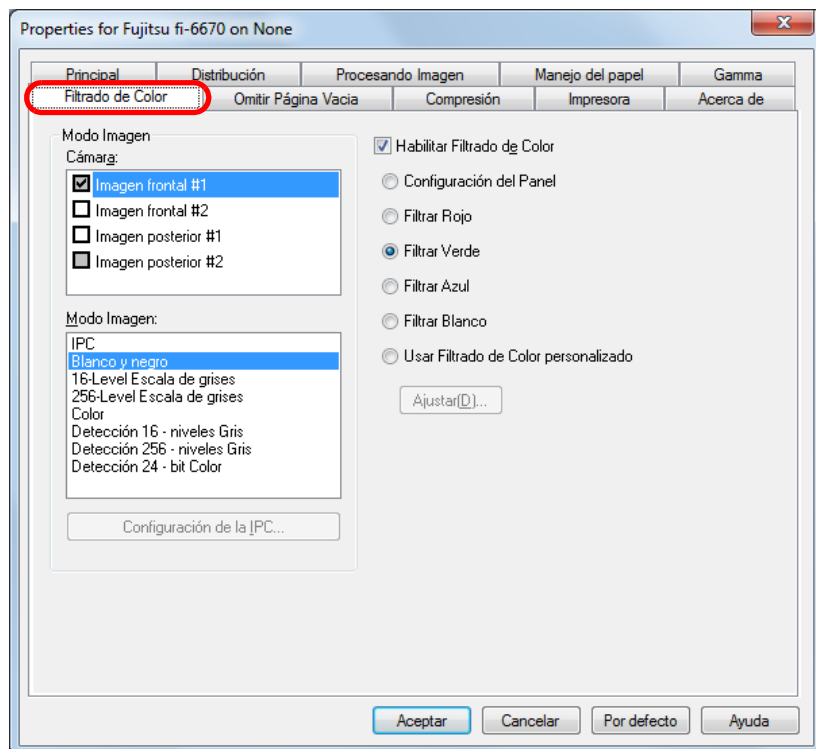 Properties for Fujitsu fi-6670 on None
Principal
Distribución
Procesando Imagen
Manejo del papel
Gamma
Filtrado de Color
Omitir Página Vacia
Compresión
Impresora
Acerca de
Modo Imagen
Cámara:
Imagen frontal #1
Imagen frontal #2
Imagen posterior #1
Imagen posterior #2
Modo Imagen:
IPC
Blanco y negro
16-Level Escala de grises
256-Level Escala de grises
Color
Detección 16 - niveles Gris
Detección 256 - niveles Gris
Detección 24 - bit Color
Configuración de la IPC...
Habilitar Filtrado de Color
Configuración del Panel
Filtrar Rojo
Filtrar Verde
Filtrar Azul
Filtrar Blanco
Usar Filtrado de Color personalizado
Ajustar(D)...
Aceptar
Cancelar
Por defecto
Ayuda